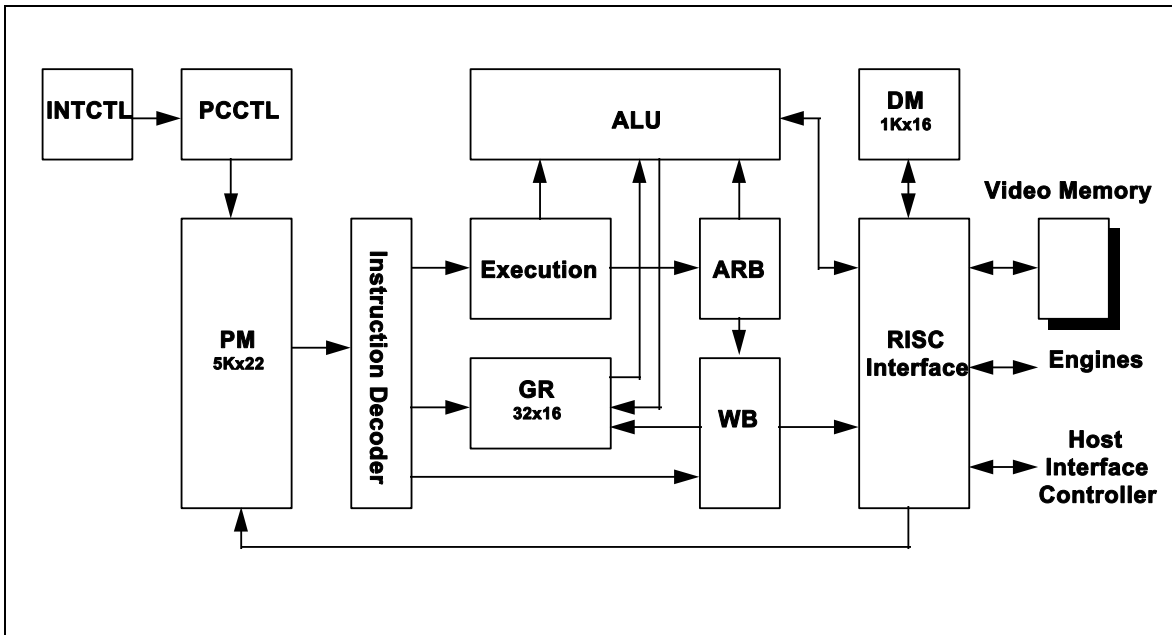 INTCTL
PCCTL
ALU
DM
1Kx16
Video Memory
Instruction Decoder
Execution
ARB
PM
5Kx22
RISC
Interface
Engines
GR
32x16
WB
Host
Interface
Controller